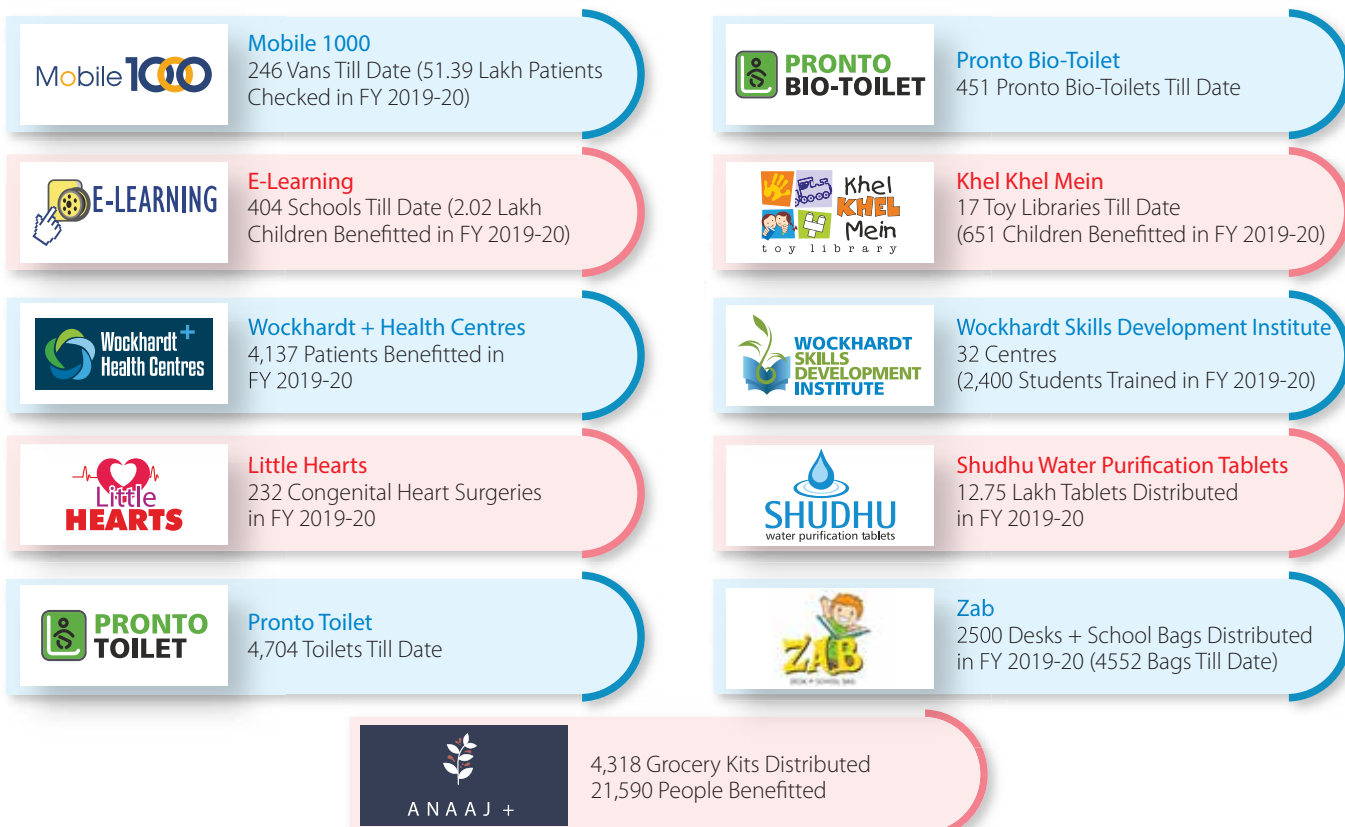 Mobile 1000
Mobile 1000
246 Vans Till Date (51.39 Lakh Patients
Checked in FY 2019-20)
PRONTO
BIO-TOILET
Pronto Bio-Toilet
451 Pronto Bio-Toilets Till Date
E-LEARNING
E-Learning
404 Schools Till Date (2.02 Lakh
Children Benefitted in FY 2019-20)
Khel
KHEL
Mein
toy library
Khel Khel Mein
17 Toy Libraries Till Date
(651 Children Benefitted in FY 2019-20)
Wockhardt +
Health Centres
Wockhardt + Health Centres
4,137 Patients Benefitted in
FY 2019-20
WOCKHARDT
SKILLS
DEVELOPMENT
INSTITUTE
Wockhardt Skills Development Institute
32 Centres
(2,400 Students Trained in FY 2019-20)
Little
HEARTS
Little Hearts
232 Congenital Heart Surgeries
in FY 2019-20
SHUDHU
water purification tablets
Shudhu Water Purification Tablets
12.75 Lakh Tablets Distributed
in FY 2019-20
PRONTO
TOILET
Pronto Toilet
4,704 Toilets Till Date
ZAB
DESK + SCHOOL BAG
Zab
2500 Desks + School Bags Distributed
in FY 2019-20 (4552 Bags Till Date)
ANAAJ +
4,318 Grocery Kits Distributed
21,590 People Benefitted